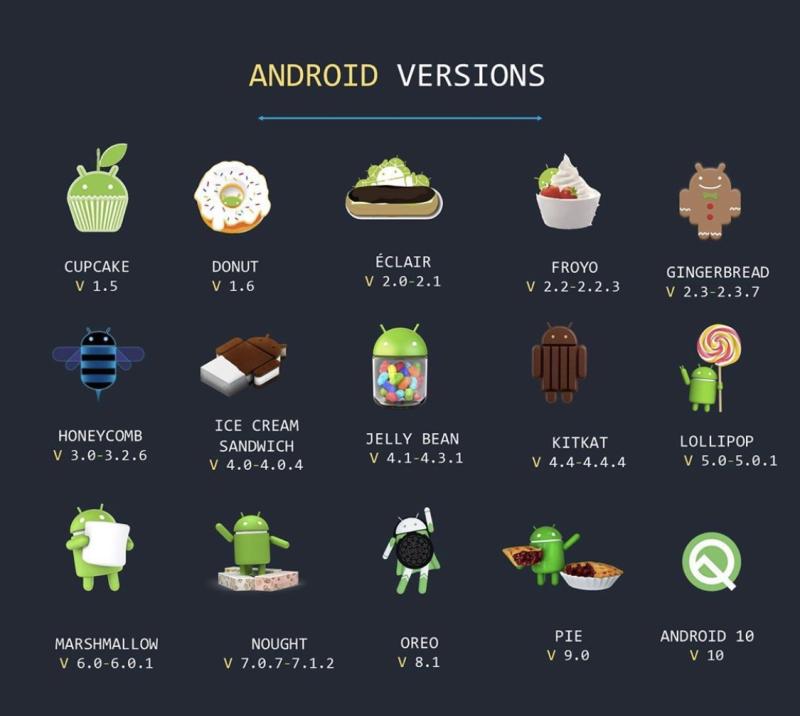 ANDROID VERSIONS
CUPCAKE
V 1.5
DONUT
V 1.6
ÉCLAIR
V 2.0-2.1
FROYO
V 2.2-2.2.3
GINGERBREAD
V 2.3-2.3.7
HONEYCOMB
V 3.0-3.2.6
ICE CREAM
SANDWICH
V 4.0-4.0.4
JELLY BEAN
V 4.1-4.3.1
KITKAT
V 4.4-4.4.4
LOLLIPOP
V 5.0-5.0.1
MARSHMALLOW
V 6.0-6.0.1
NOUGHT
V 7.0.7-7.1.2
OREO
V 8.1
PIE
V 9.0
ANDROID 10
V 10